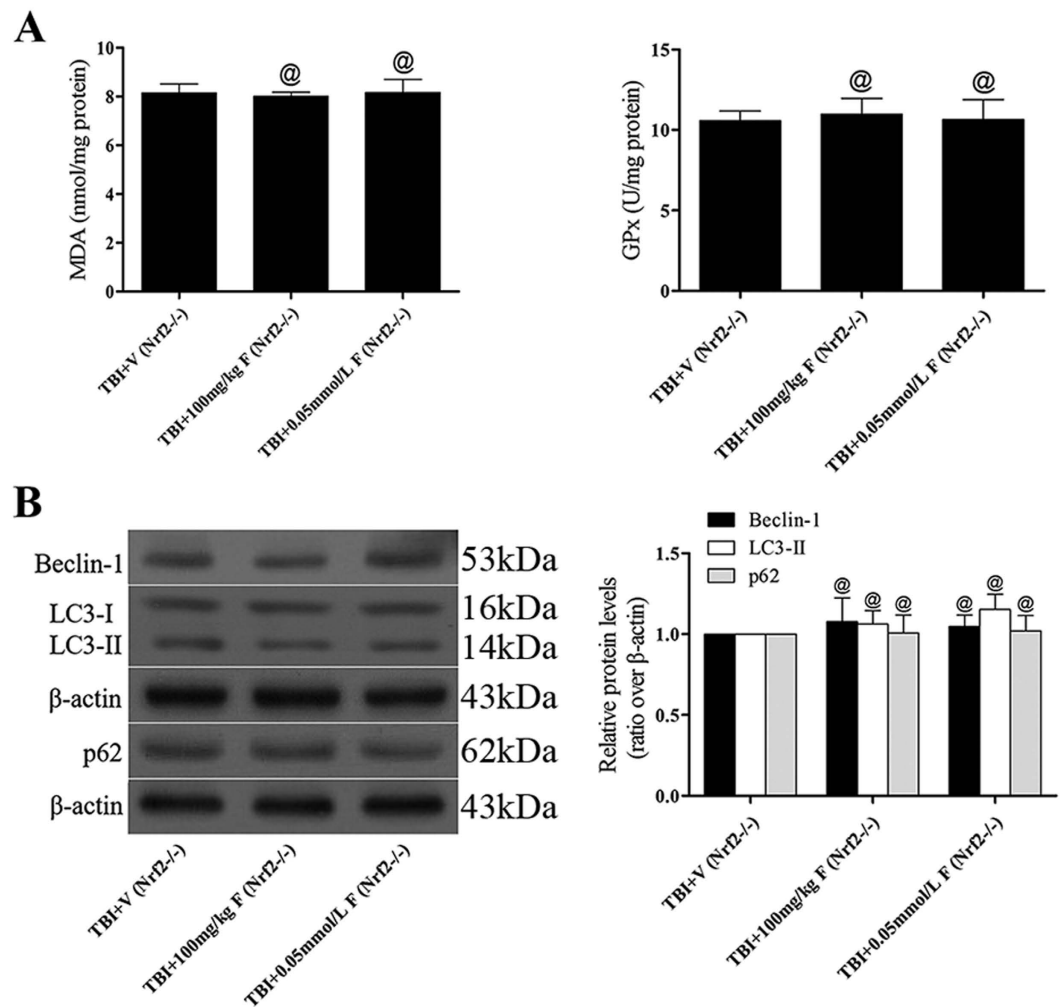 A
MDA (nmol/mg protein)
10
8
6
4
2
0
@
@
TBI+V (Nrf2-/-)
TBI+100mg/kg F (Nrf2-/-)
TBI+0.05mmol/L F (Nrf2-/-)
GPx (U/mg protein)
15
10
5
0
@
@
TBI+V (Nrf2-/-)
TBI+100mg/kg F (Nrf2-/-)
TBI+0.05mmol/L F (Nrf2-/-)
B
Beclin-1 53kDa
LC3-I 16kDa
LC3-II 14kDa
β-actin 43kDa
p62 62kDa
β-actin 43kDa
TBI+V (Nrf2-/-)
TBI+100mg/kg F (Nrf2-/-)
TBI+0.05mmol/L F (Nrf2-/-)
Beclin-1
LC3-II
p62
Relative protein levels
(ratio over β-actin)
1.5
1.0
0.5
0.0
@ @ @
@ @ @
TBI+V (Nrf2-/-)
TBI+100mg/kg F (Nrf2-/-)
TBI+0.05mmol/L F (Nrf2-/-)